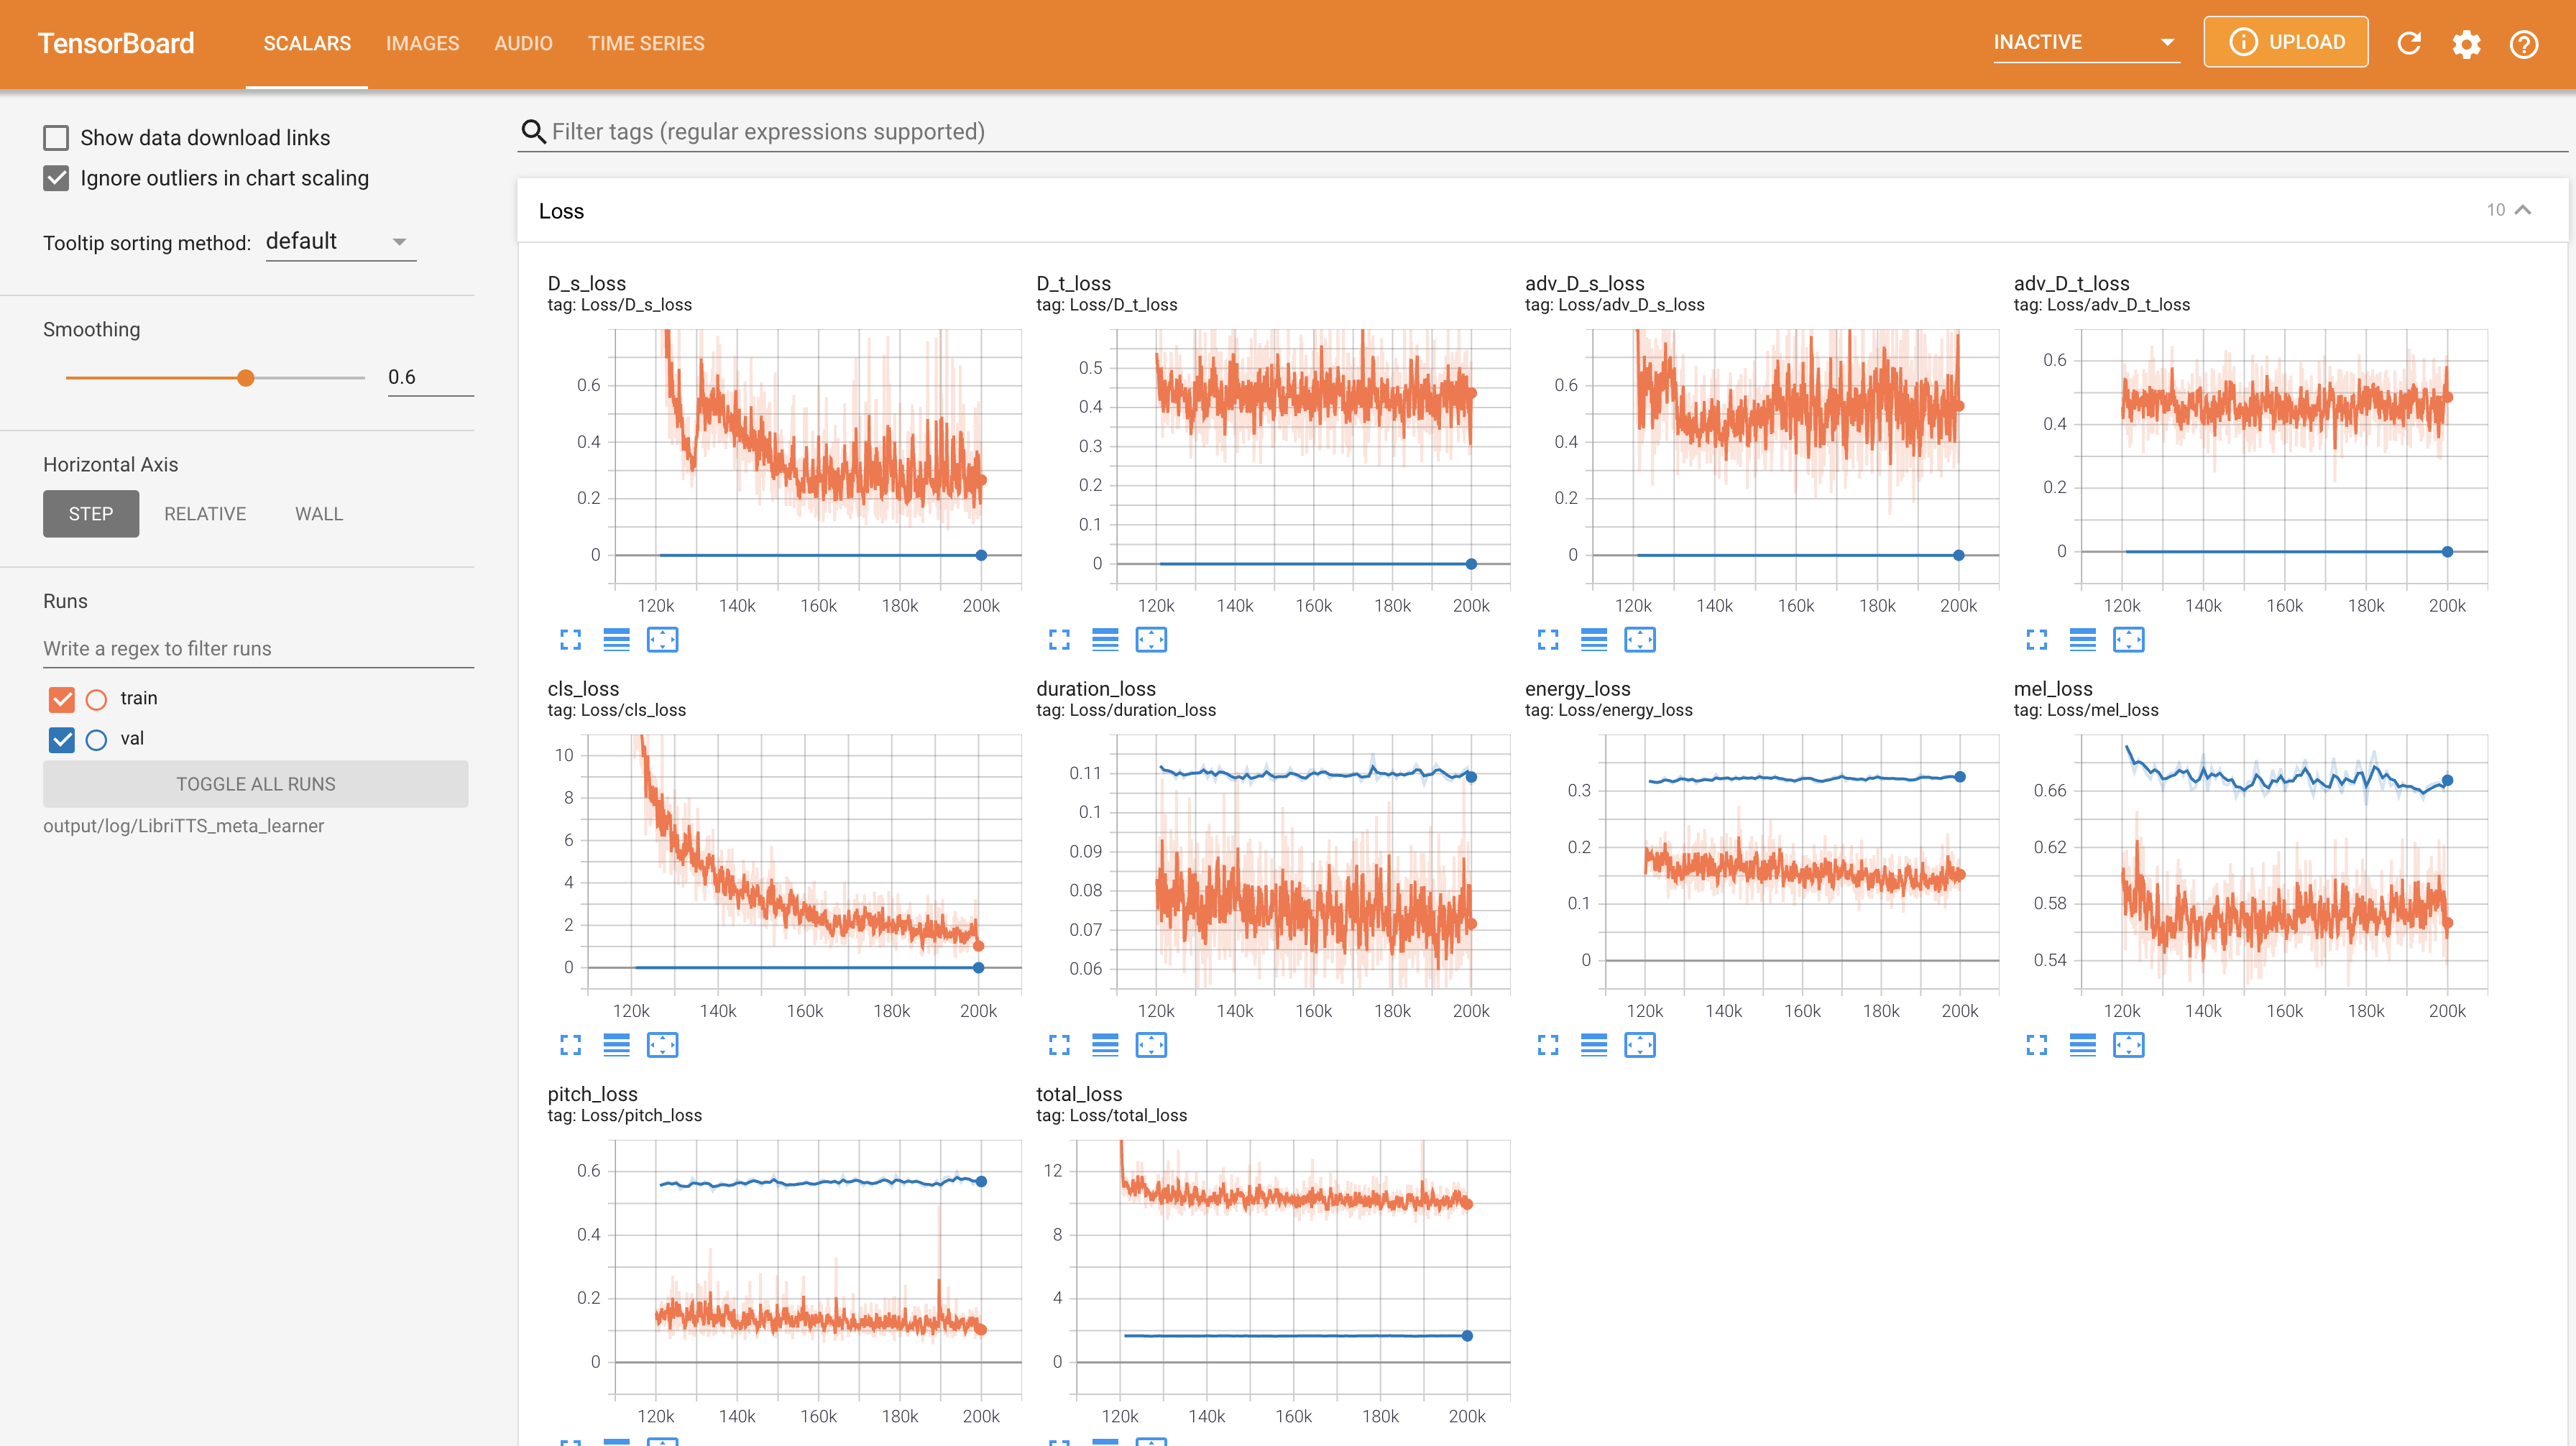 TensorBoard SCALARS IMAGES AUDIO TIME SERIES INACTIVE UPLOAD
Show data download links
Ignore outliers in chart scaling
Tooltip sorting method: default
Smoothing
0.6
Horizontal Axis
STEP RELATIVE WALL
Runs
Write a regex to filter runs
train
val
TOGGLE ALL RUNS
output/log/LibriTTS_meta_learner
Filter tags (regular expressions supported)
Loss 10
D_s_loss
tag: Loss/D_s_loss
0.6
0.4
0.2
0
120k 140k 160k 180k 200k
D_t_loss
tag: Loss/D_t_loss
0.5
0.4
0.3
0.2
0.1
0
120k 140k 160k 180k 200k
adv_D_s_loss
tag: Loss/adv_D_s_loss
0.6
0.4
0.2
0
120k 140k 160k 180k 200k
adv_D_t_loss
tag: Loss/adv_D_t_loss
0.6
0.4
0.2
0
120k 140k 160k 180k 200k
cls_loss
tag: Loss/cls_loss
10
8
6
4
2
0
120k 140k 160k 180k 200k
duration_loss
tag: Loss/duration_loss
0.11
0.1
0.09
0.08
0.07
0.06
120k 140k 160k 180k 200k
energy_loss
tag: Loss/energy_loss
0.3
0.2
0.1
0
120k 140k 160k 180k 200k
mel_loss
tag: Loss/mel_loss
0.66
0.62
0.58
0.54
120k 140k 160k 180k 200k
pitch_loss
tag: Loss/pitch_loss
0.6
0.4
0.2
0
120k 140k 160k 180k 200k
total_loss
tag: Loss/total_loss
12
8
4
0
120k 140k 160k 180k 200k